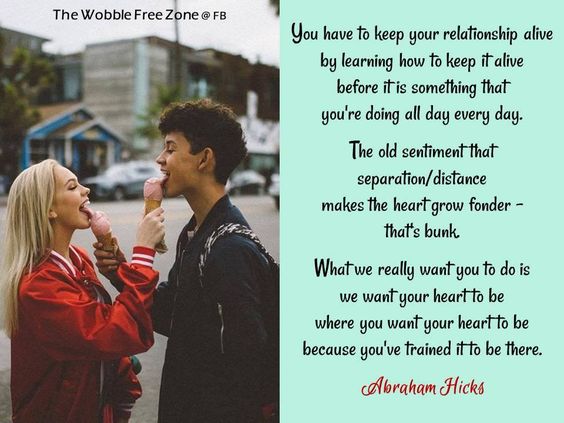 The Wobble Free Zone @ FB
You have to keep your relationship alive
by learning how to keep it alive
before it is something that
you're doing all day every day.
The old sentiment that
separation/distance
makes the heart grow fonder -
that's bunk.
What we really want you to do is
we want your heart to be
where you want your heart to be
because you've trained it to be there.
Abraham Hicks